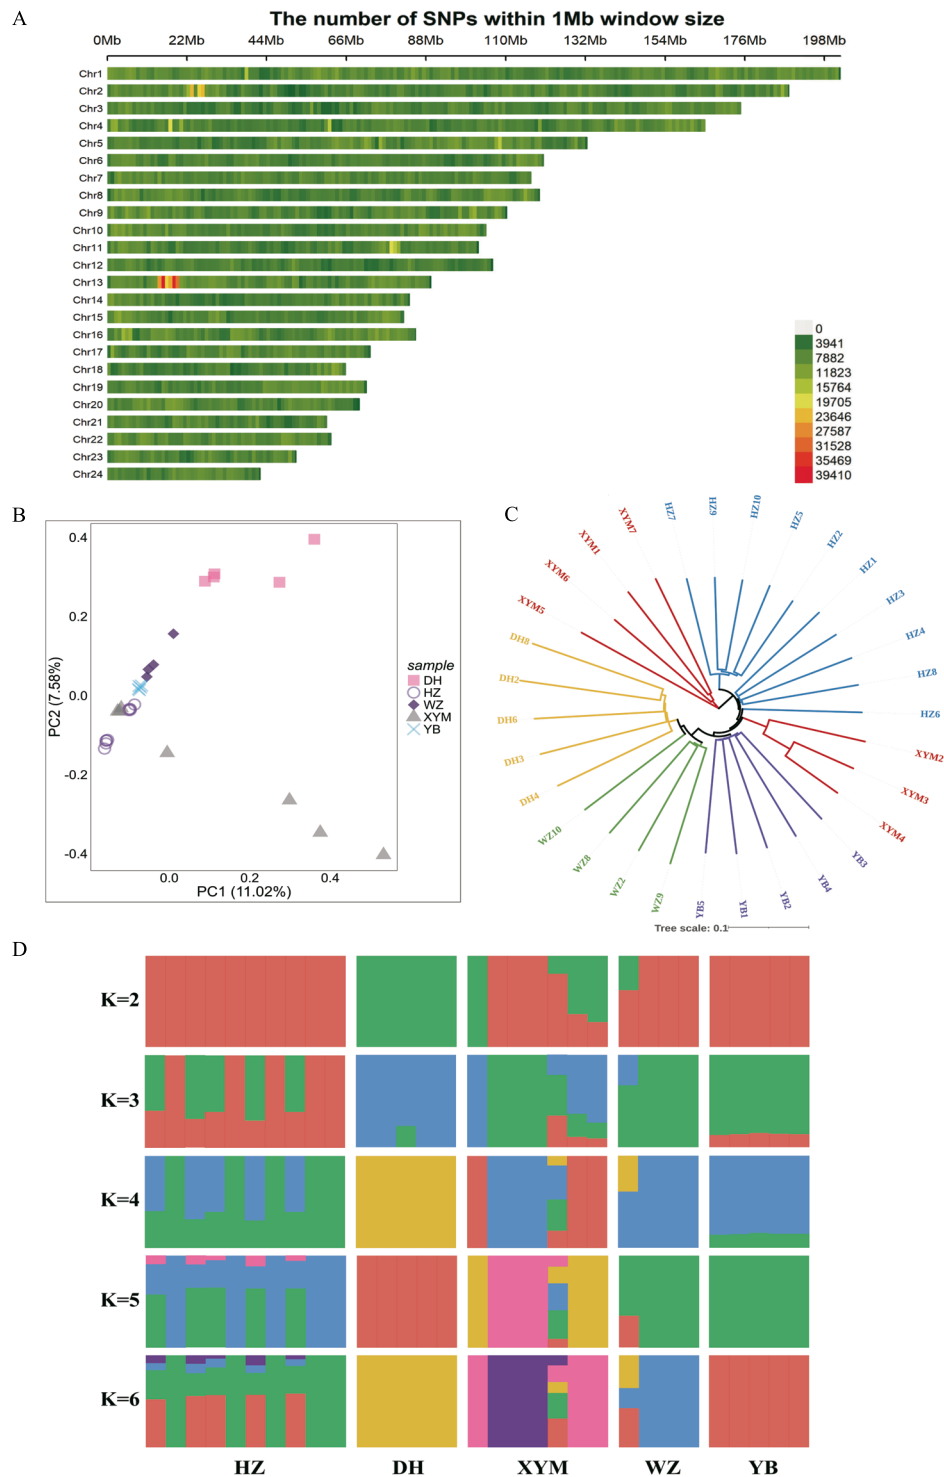 A
The number of SNPs within 1Mb window size
0Mb 22Mb 44Mb 66Mb 88Mb 110Mb 132Mb 154Mb 176Mb 198Mb
Chr1
Chr2
Chr3
Chr4
Chr5
Chr6
Chr7
Chr8
Chr9
Chr10
Chr11
Chr12
Chr13
Chr14
Chr15
Chr16
Chr17
Chr18
Chr19
Chr20
Chr21
Chr22
Chr23
Chr24
0
3941
7882
11823
15764
19705
23646
27587
31528
35469
39410
B
0.4
0.2
0.0
-0.2
-0.4
PC2 (7.58%)
0.0 0.2 0.4
PC1 (11.02%)
sample
DH
HZ
WZ
XYM
YB
C
HZ7
HZ9
HZ10
HZ5
HZ2
HZ1
HZ3
HZ4
HZ8
HZ6
XYM2
XYM3
XYM4
YB3
YB4
YB2
YB1
YB5
WZ9
WZ2
WZ8
WZ10
DH4
DH3
DH6
DH2
DH8
XYM5
XYM6
XYM1
XYM7
Tree scale: 0.1
D
K=2
K=3
K=4
K=5
K=6
HZ DH XYM WZ YB